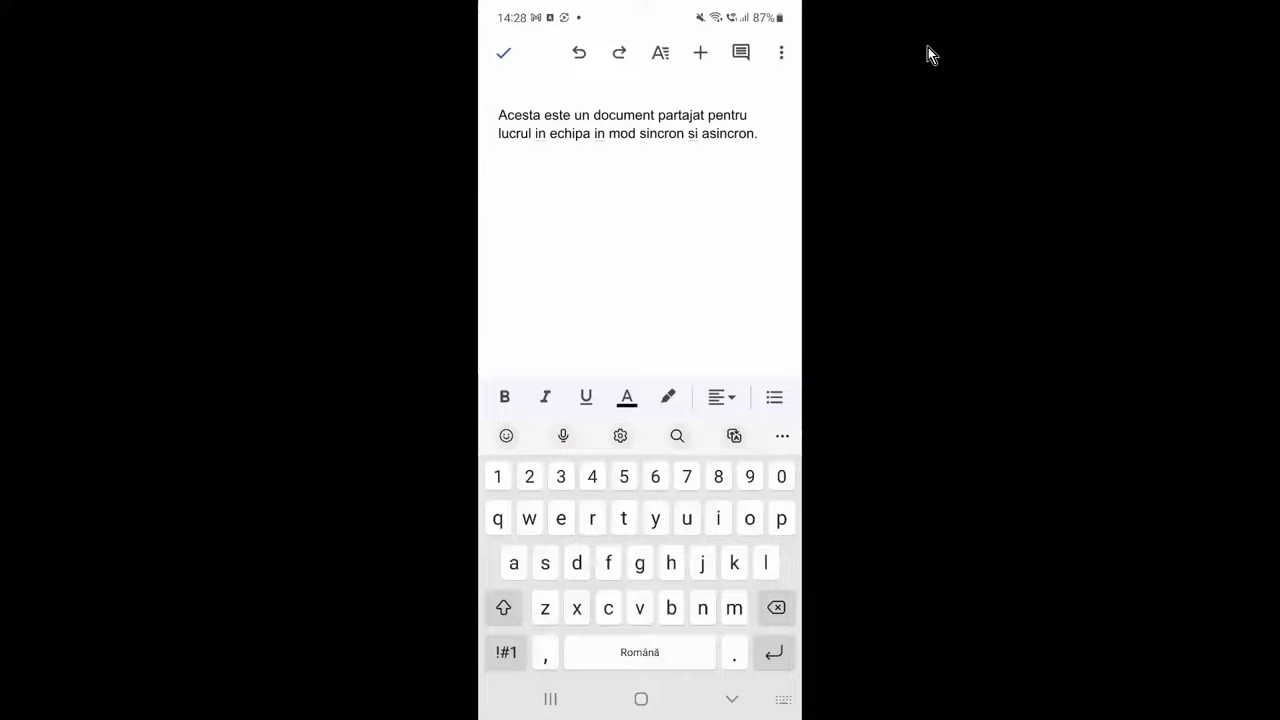 14:28 87%
Acesta este un document partajat pentru
lucrul in echipa in mod sincron si asincron.
B I U A
1 2 3 4 5 6 7 8 9 0
q w e r t y u i o p
a s d f g h j k l
z x c v b n m
!#1 , Română .